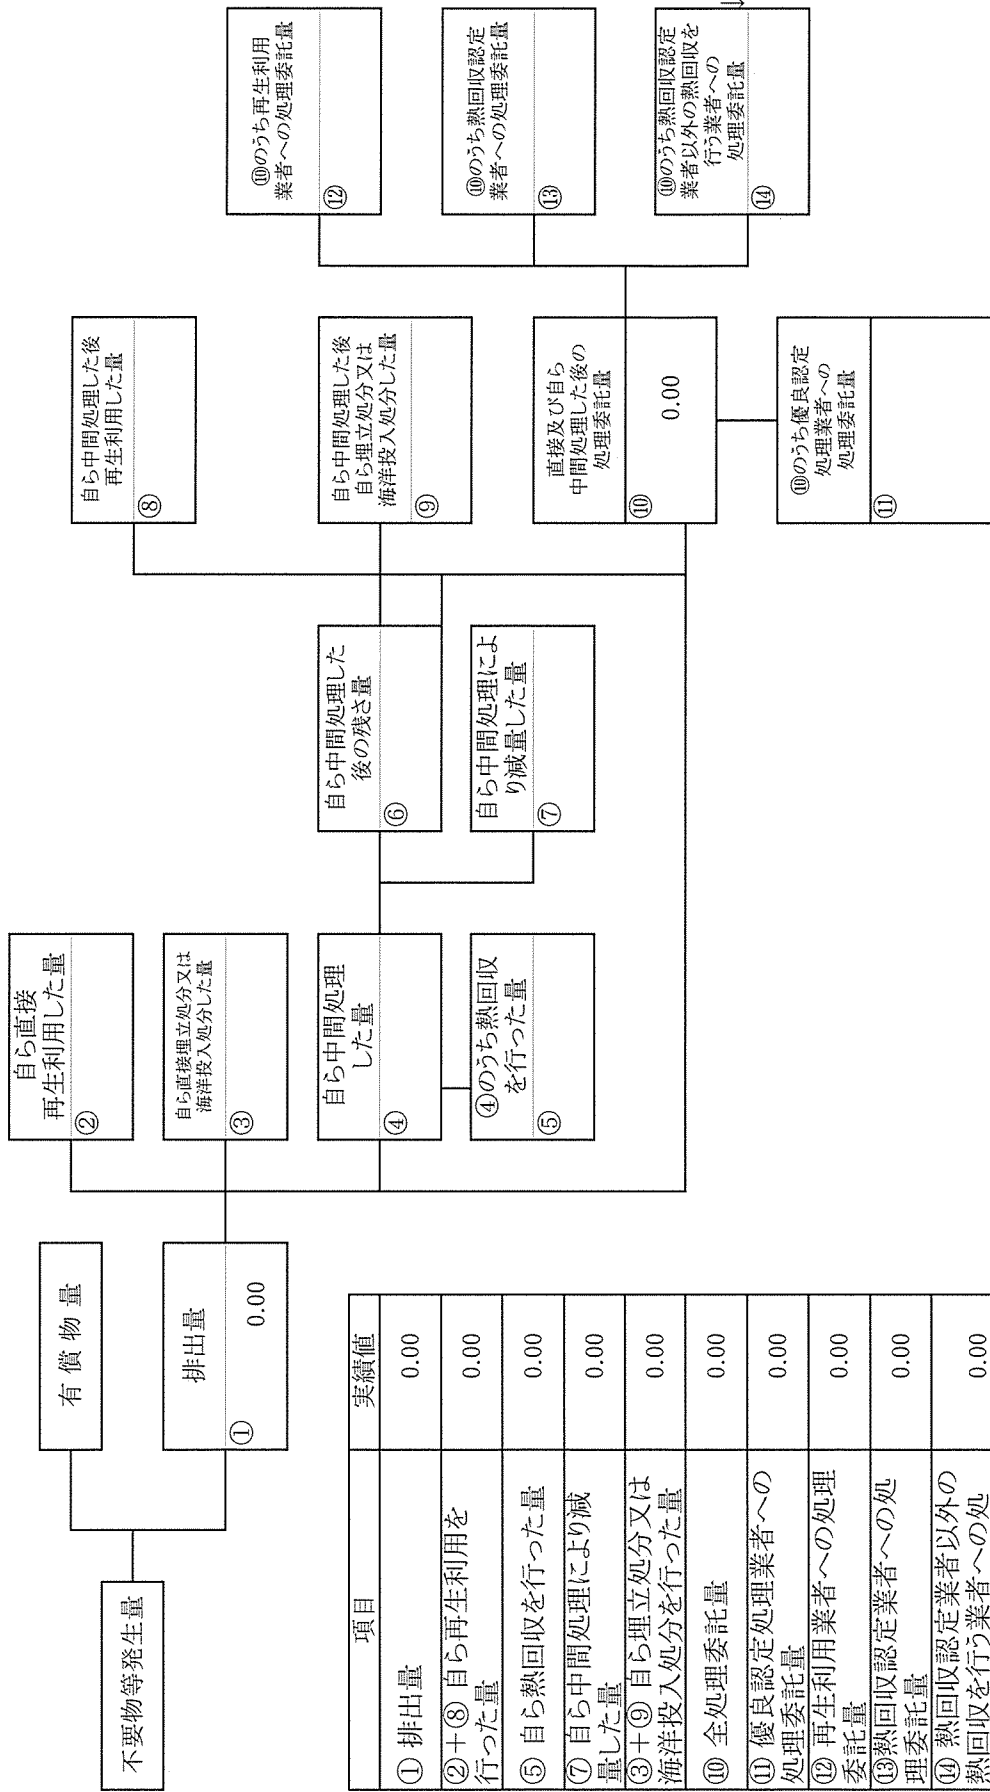 不要物等発生量
有償物量
排出量
①
0.00
自ら直接
再生利用した量
②
自ら直接埋立処分又は
海洋投入処分した量
③
自ら中間処理
した量
④
④のうち熱回収
を行った量
⑤
自ら中間処理した
後の残さ量
⑥
自ら中間処理によ
り減量した量
⑦
自ら中間処理した後
再生利用した量
⑧
自ら中間処理した後
自ら埋立処分又は
海洋投入処分した量
⑨
直接及び自ら
中間処理した後の
処理委託量
⑩
0.00
⑩のうち優良認定
処理業者への
処理委託量
⑪
⑩のうち再生利用
業者への処理委託量
⑫
⑩のうち熱回収認定
業者への処理委託量
⑬
⑩のうち熱回収認定
業者以外の熱回収を
行う業者への
処理委託量
⑭
項目 実績値
① 排出量 0.00
②+⑧ 自ら再生利用を
行った量 0.00
⑤ 自ら熱回収を行った量 0.00
⑦ 自ら中間処理により減
量した量 0.00
③+⑨ 自ら埋立処分又は
海洋投入処分を行った量 0.00
⑩ 全処理委託量 0.00
⑪ 優良認定処理業者への
処理委託量 0.00
⑫ 再生利用業者への処理
委託量 0.00
⑬熱回収認定業者への処
理委託量 0.00
⑭ 熱回収認定業者以外の
熱回収を行う業者への処 0.00